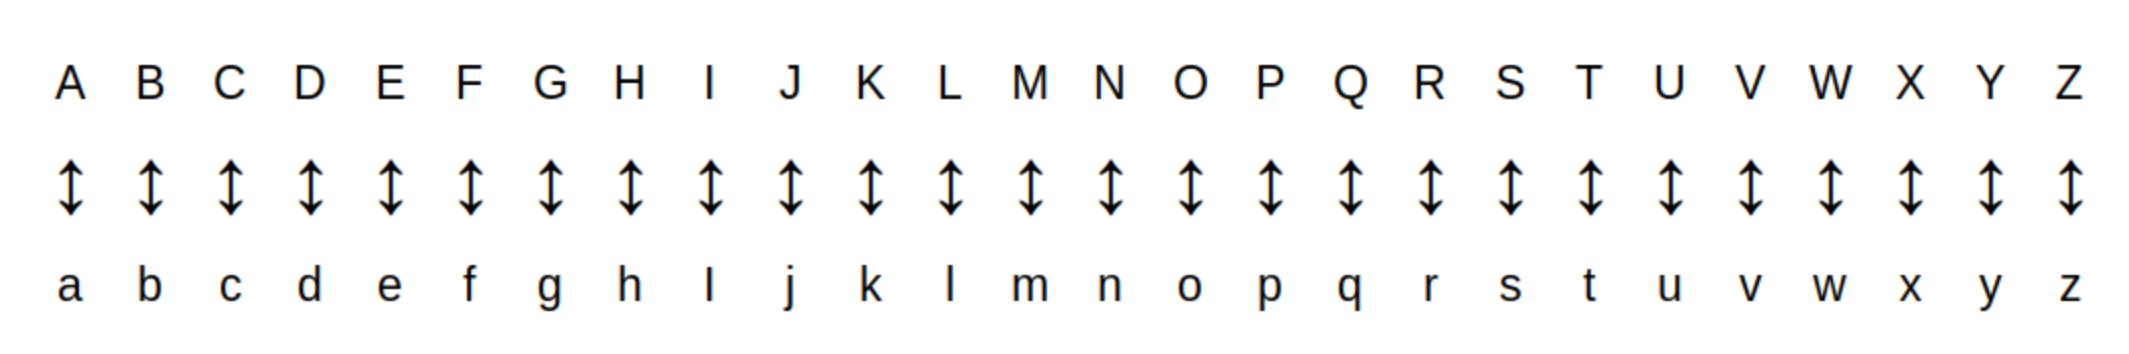 A B C D E F G H I J K L M N O P Q R S T U V W X Y Z
↕ ↕ ↕ ↕ ↕ ↕ ↕ ↕ ↕ ↕ ↕ ↕ ↕ ↕ ↕ ↕ ↕ ↕ ↕ ↕ ↕ ↕ ↕ ↕ ↕ ↕
a b c d e f g h I j k l m n o p q r s t u v w x y z